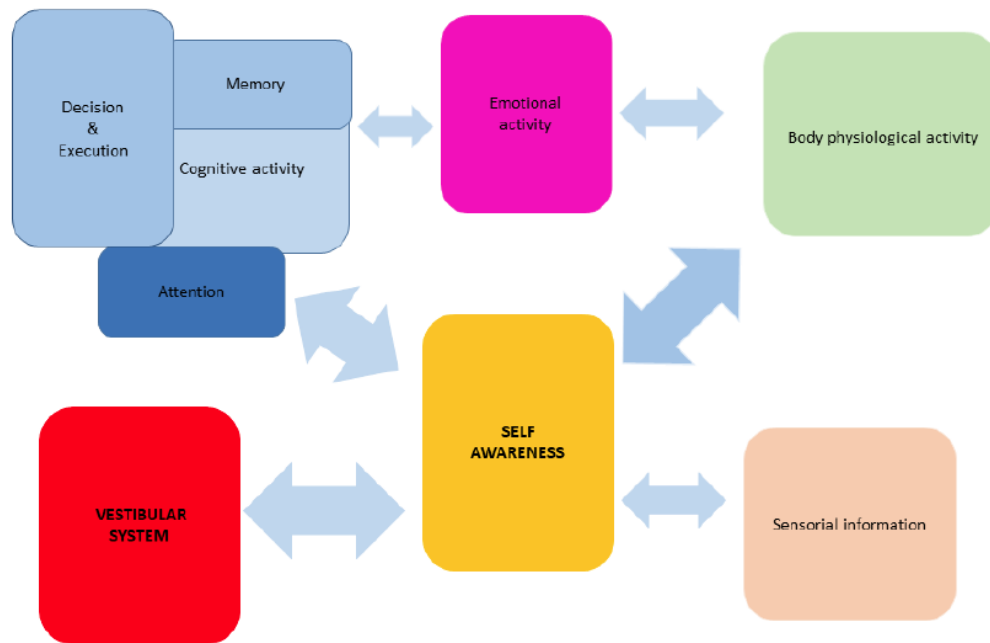 Decision
&
Execution
Memory
Cognitive activity
Attention
Emotional
activity
Body physiological activity
SELF
AWARENESS
VESTIBULAR
SYSTEM
Sensorial information